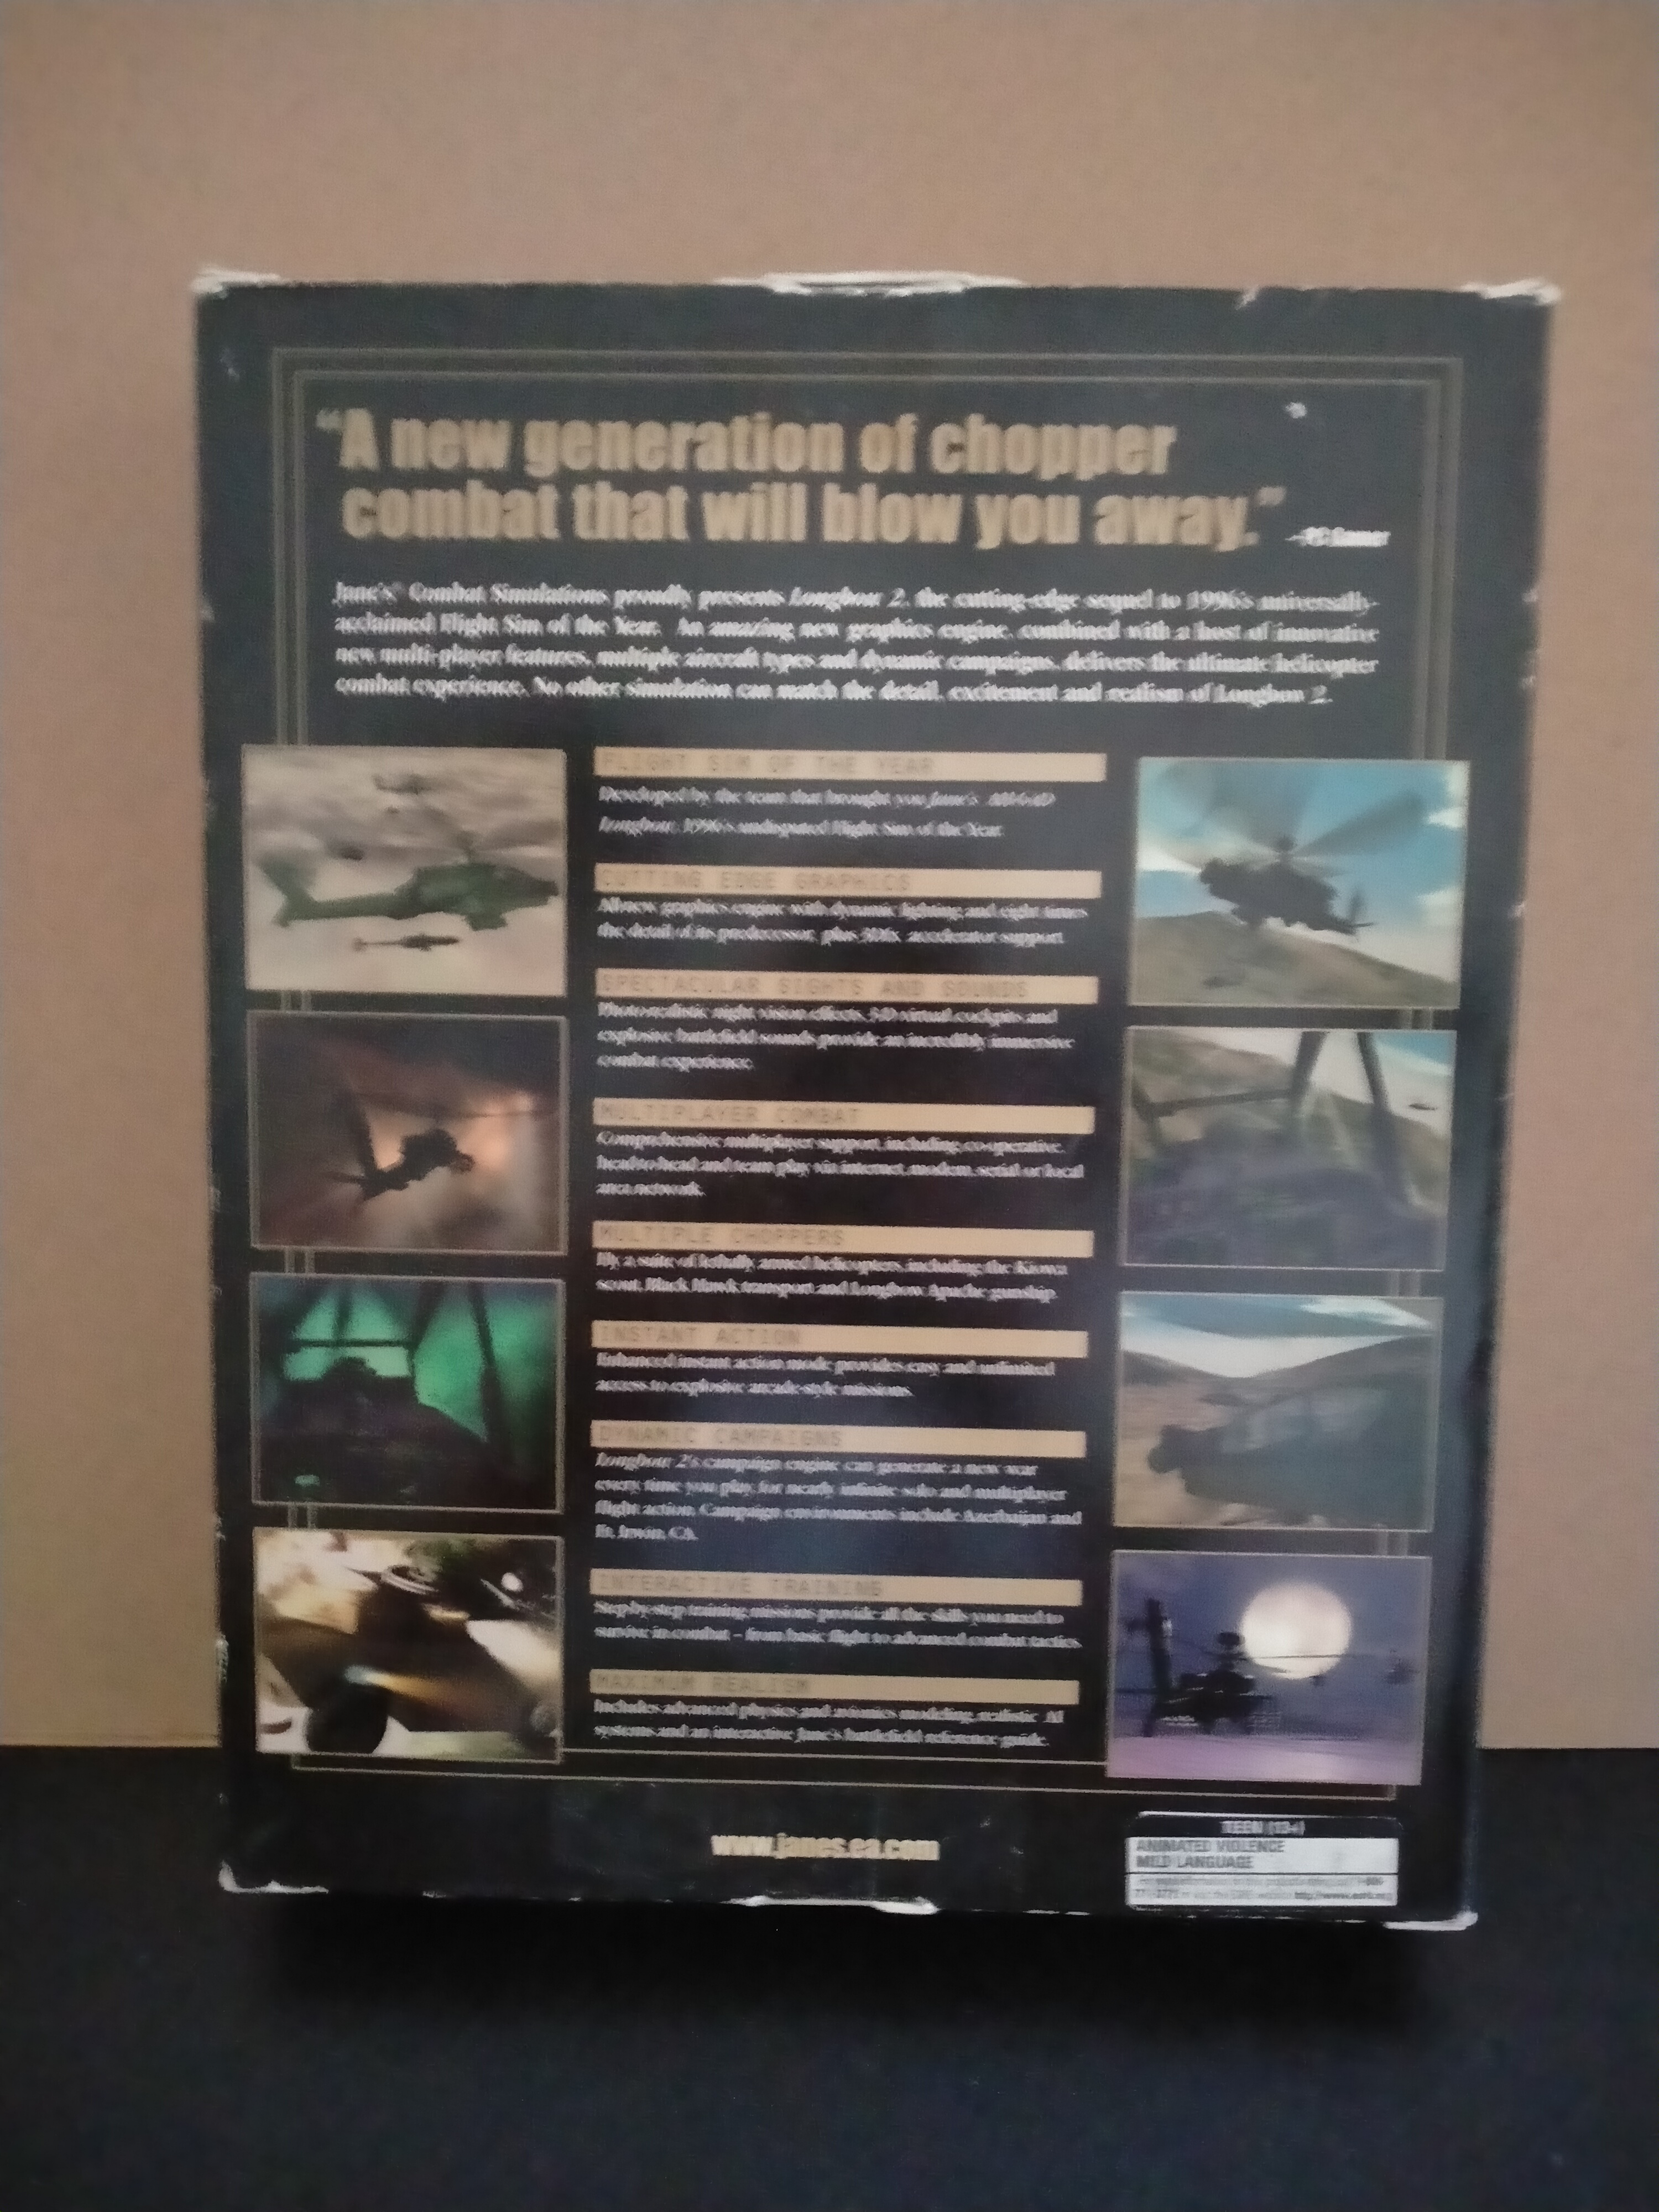 “A new generation of chopper
combat that will blow you away.”
–PC Gamer
Jane's® Combat Simulations proudly presents Longbow 2, the cutting-edge sequel to 1996's universally-
acclaimed Flight Sim of the Year. An amazing new graphics engine, combined with a host of innovative
new multi-player features, multiple aircraft types and dynamic campaigns, delivers the ultimate helicopter
combat experience. No other simulation can match the detail, excitement and realism of Longbow 2.
FLIGHT SIM OF THE YEAR
Developed by the team that brought you Jane's AH-64D
Longbow, 1996's undisputed Flight Sim of the Year.
CUTTING EDGE GRAPHICS
All-new graphics engine with dynamic lighting and eight times
the detail of its predecessor, plus 3Dfx accelerator support.
SPECTACULAR SIGHTS AND SOUNDS
Photo-realistic night vision effects, 3-D virtual cockpits and
explosive battlefield sounds provide an incredibly immersive
combat experience.
MULTIPLAYER COMBAT
Comprehensive multiplayer support, including co-operative,
head-to-head and team play via internet, modem, serial or local
area network.
MULTIPLE CHOPPERS
Fly a suite of lethally armed helicopters, including the Kiowa
scout, Black Hawk transport and Longbow Apache gunship.
INSTANT ACTION
Enhanced instant action mode provides easy and unlimited
access to explosive arcade-style missions.
DYNAMIC CAMPAIGNS
Longbow 2's campaign engine can generate a new war
every time you play, for nearly infinite solo and multiplayer
flight action. Campaign environments include Azerbaijan and
Ft. Irwin, CA.
INTERACTIVE TRAINING
Step-by-step training missions provide all the skills you need to
survive in combat – from basic flight to advanced combat tactics.
MAXIMUM REALISM
Includes advanced physics and avionics modeling, realistic AI
systems and an interactive Jane's battlefield reference guide.
www.janes.ea.com
TEEN (13+)
ANIMATED VIOLENCE
MILD LANGUAGE